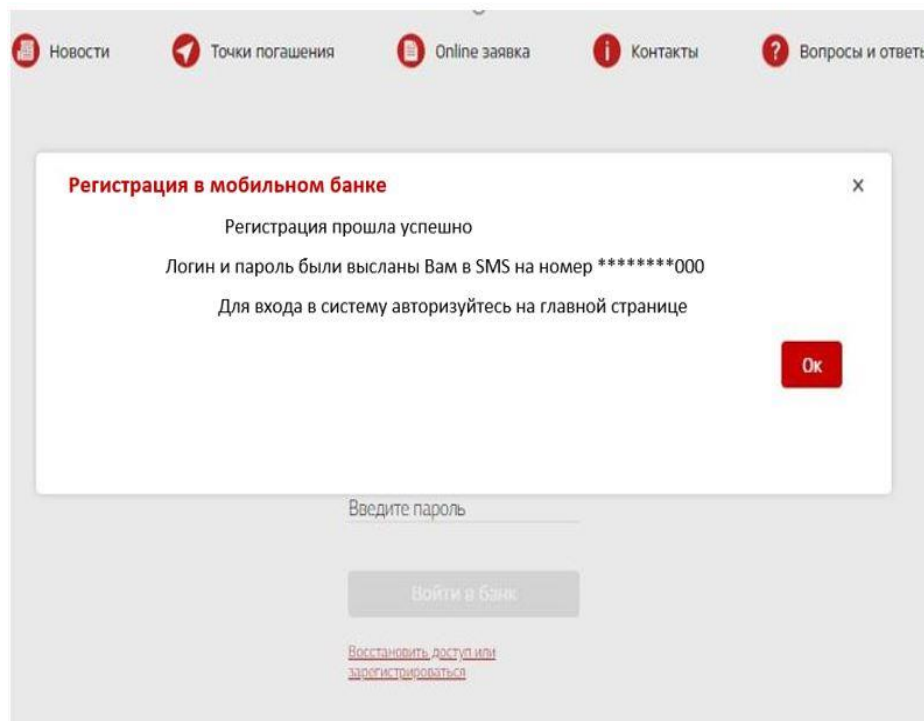 Новости
Точки погашения
Online заявка
Контакты
Вопросы и ответы
Регистрация в мобильном банке
x
Регистрация прошла успешно
Логин и пароль были высланы Вам в SMS на номер ********000
Для входа в систему авторизуйтесь на главной странице
Ок
Введите пароль
Войти в банк
Восстановить доступ или
зарегистрироваться